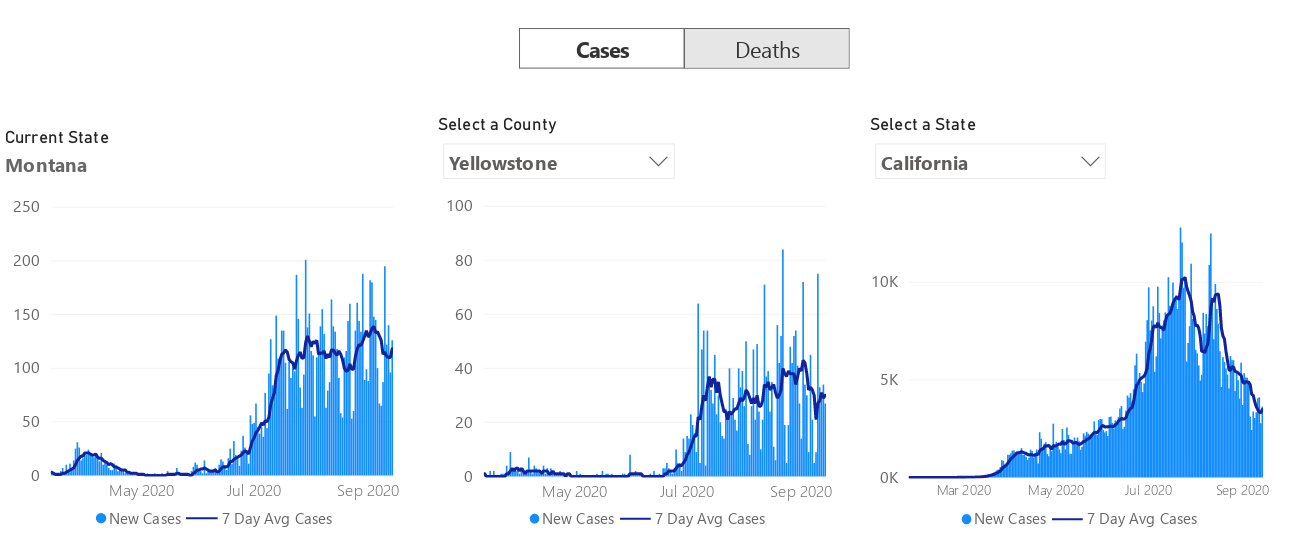 Cases Deaths
Current State
Montana
Select a County
Yellowstone
Select a State
California
250
200
150
100
50
0
May 2020 Jul 2020 Sep 2020
New Cases 7 Day Avg Cases
100
80
60
40
20
0
May 2020 Jul 2020 Sep 2020
New Cases 7 Day Avg Cases
10K
5K
0K
Mar 2020 May 2020 Jul 2020 Sep 2020
New Cases 7 Day Avg Cases